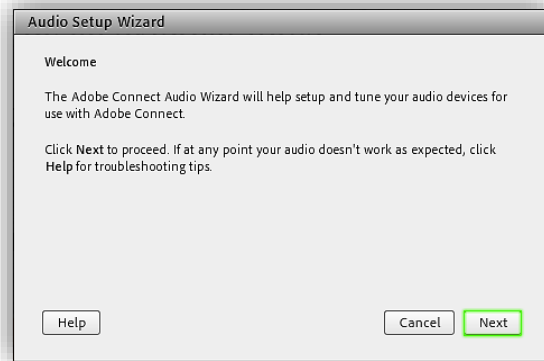 Audio Setup Wizard
Welcome
The Adobe Connect Audio Wizard will help setup and tune your audio devices for
use with Adobe Connect.
Click Next to proceed. If at any point your audio doesn't work as expected, click
Help for troubleshooting tips.
Help
Cancel
Next